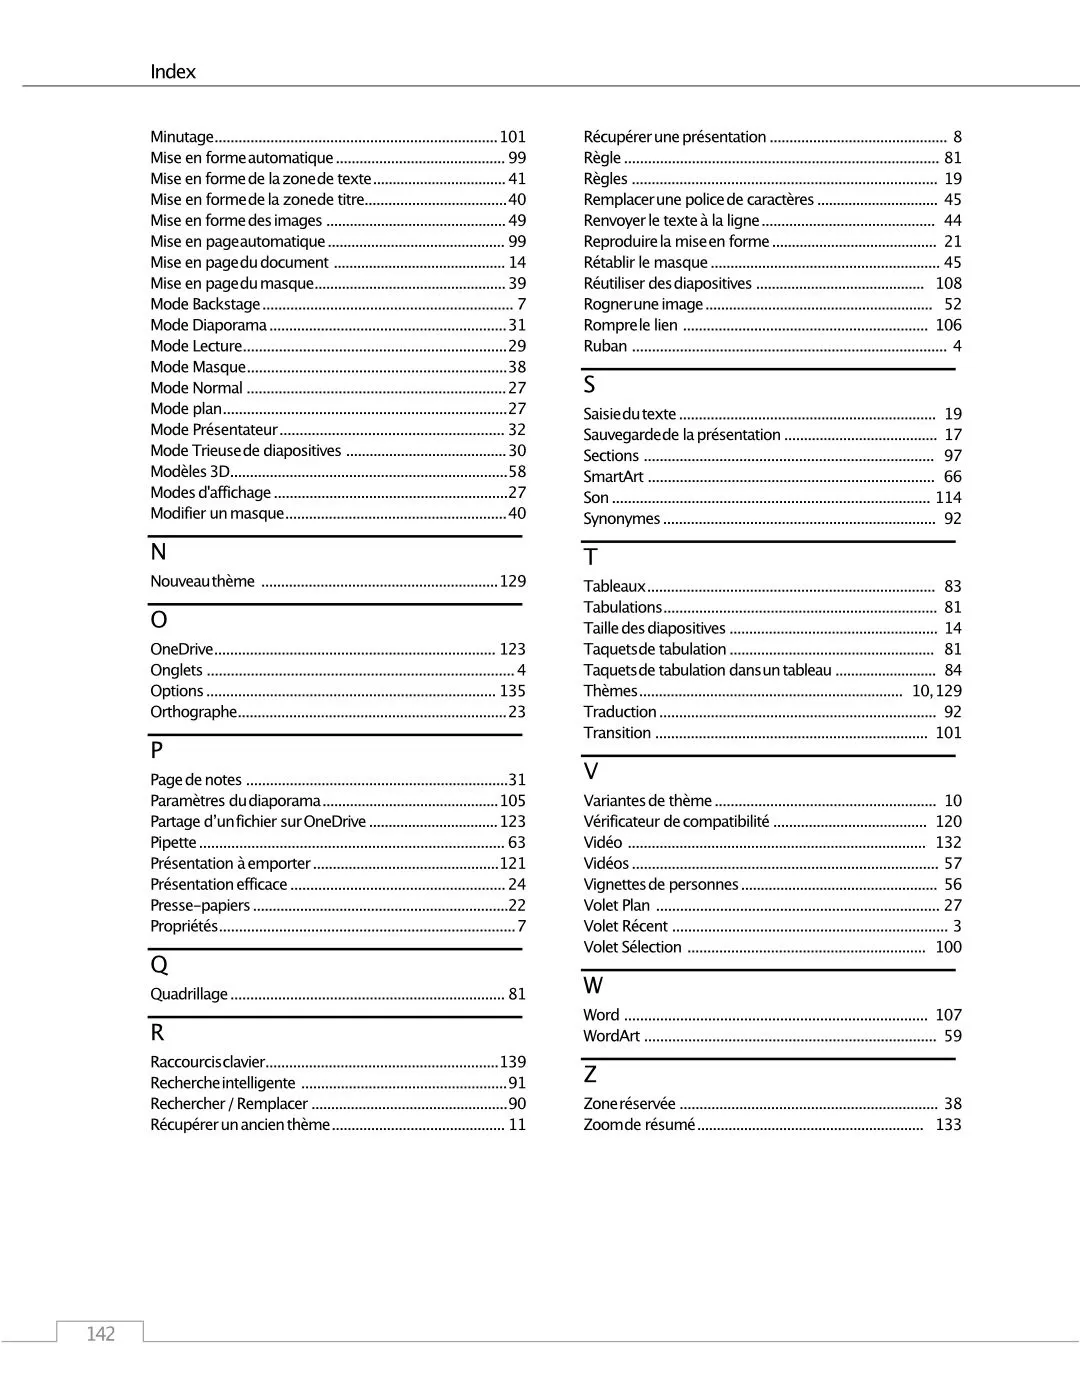 Index
Minutage........................................................................101
Mise en forme automatique........................................... 99
Mise en forme de la zone de texte.................................. 41
Mise en forme de la zone de titre....................................40
Mise en forme des images ............................................. 49
Mise en page automatique............................................. 99
Mise en page du document ........................................... 14
Mise en page du masque................................................ 39
Mode Backstage................................................................ 7
Mode Diaporama............................................................31
Mode Lecture...................................................................29
Mode Masque..................................................................38
Mode Normal ..................................................................27
Mode plan........................................................................27
Mode Présentateur......................................................... 32
Mode Trieuse de diapositives ........................................ 30
Modèles 3D......................................................................58
Modes d'affichage ...........................................................27
Modifier un masque........................................................40
N
Nouveau thème ............................................................129
O
OneDrive....................................................................... 123
Onglets .............................................................................. 4
Options ......................................................................... 135
Orthographe....................................................................23
P
Page de notes ..................................................................31
Paramètres du diaporama............................................105
Partage d’un fichier sur OneDrive ................................123
Pipette............................................................................. 63
Présentation à emporter...............................................121
Présentation efficace...................................................... 24
Presse-papiers ................................................................22
Propriétés...........................................................................7
Q
Quadrillage..................................................................... 81
R
Raccourcis clavier...........................................................139
Recherche intelligente ....................................................91
Rechercher / Remplacer .................................................90
Récupérer un ancien thème............................................ 11
Récupérer une présentation ............................................. 8
Règle ............................................................................... 81
Règles ............................................................................. 19
Remplacer une police de caractères .............................. 45
Renvoyer le texte à la ligne............................................ 44
Reproduire la mise en forme.......................................... 21
Rétablir le masque.......................................................... 45
Réutiliser des diapositives .......................................... 108
Rogner une image......................................................... 52
Rompre le lien .............................................................. 106
Ruban ............................................................................... 4
S
Saisie du texte................................................................. 19
Sauvegarde de la présentation ....................................... 17
Sections ......................................................................... 97
SmartArt ........................................................................ 66
Son................................................................................ 114
Synonymes..................................................................... 92
T
Tableaux......................................................................... 83
Tabulations..................................................................... 81
Taille des diapositives ..................................................... 14
Taquets de tabulation.................................................... 81
Taquets de tabulation dans un tableau ......................... 84
Thèmes.................................................................. 10, 129
Traduction...................................................................... 92
Transition ..................................................................... 101
V
Variantes de thème........................................................ 10
Vérificateur de compatibilité ....................................... 120
Vidéo ........................................................................... 132
Vidéos............................................................................. 57
Vignettes de personnes.................................................. 56
Volet Plan ....................................................................... 27
Volet Récent ..................................................................... 3
Volet Sélection ............................................................ 100
W
Word ............................................................................ 107
WordArt ......................................................................... 59
Z
Zone réservée ................................................................. 38
Zoom de résumé......................................................... 133
142